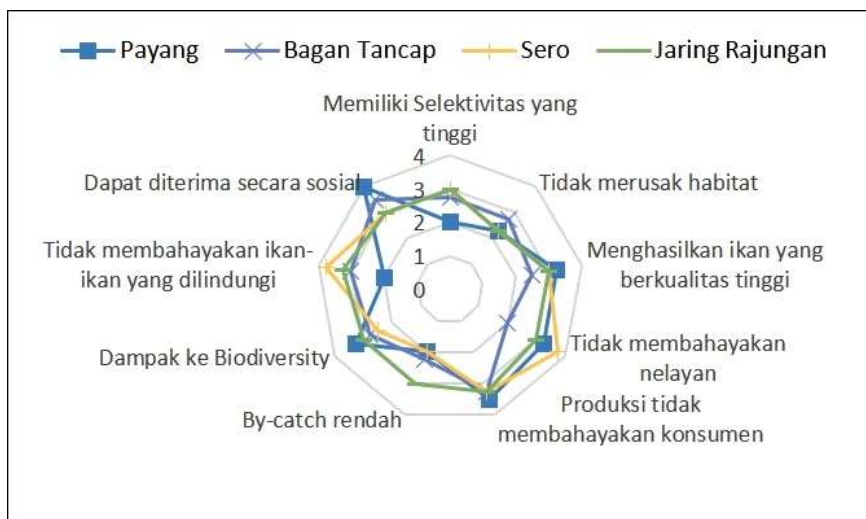 Payang Bagan Tancap Sero Jaring Rajungan
Memiliki Selektivitas yang
tinggi
Tidak merusak habitat
Menghasilkan ikan yang
berkualitas tinggi
Tidak membahayakan
nelayan
Produksi tidak
membahayakan konsumen
By-catch rendah
Dampak ke Biodiversity
Tidak membahayakan ikan-
ikan yang dilindungi
Dapat diterima secara sosial
4
3
2
1
0